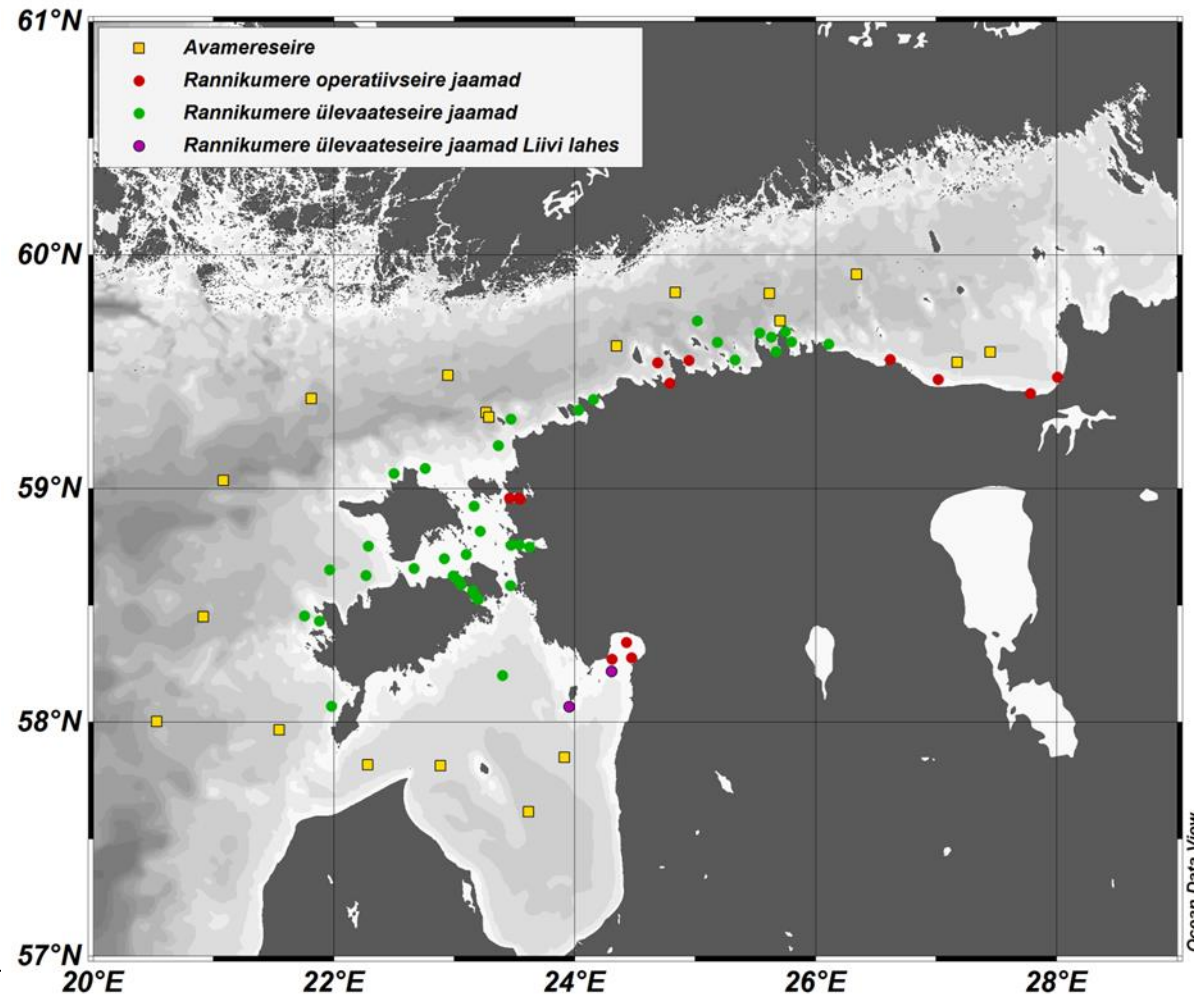 61°N
Avamereseire
Rannikumere operatiivseire jaamad
Rannikumere ülevaateseire jaamad
Rannikumere ülevaateseire jaamad Liivi lahes
60°N
59°N
58°N
57°N
20°E 22°E 24°E 26°E 28°E
Ocean Data View